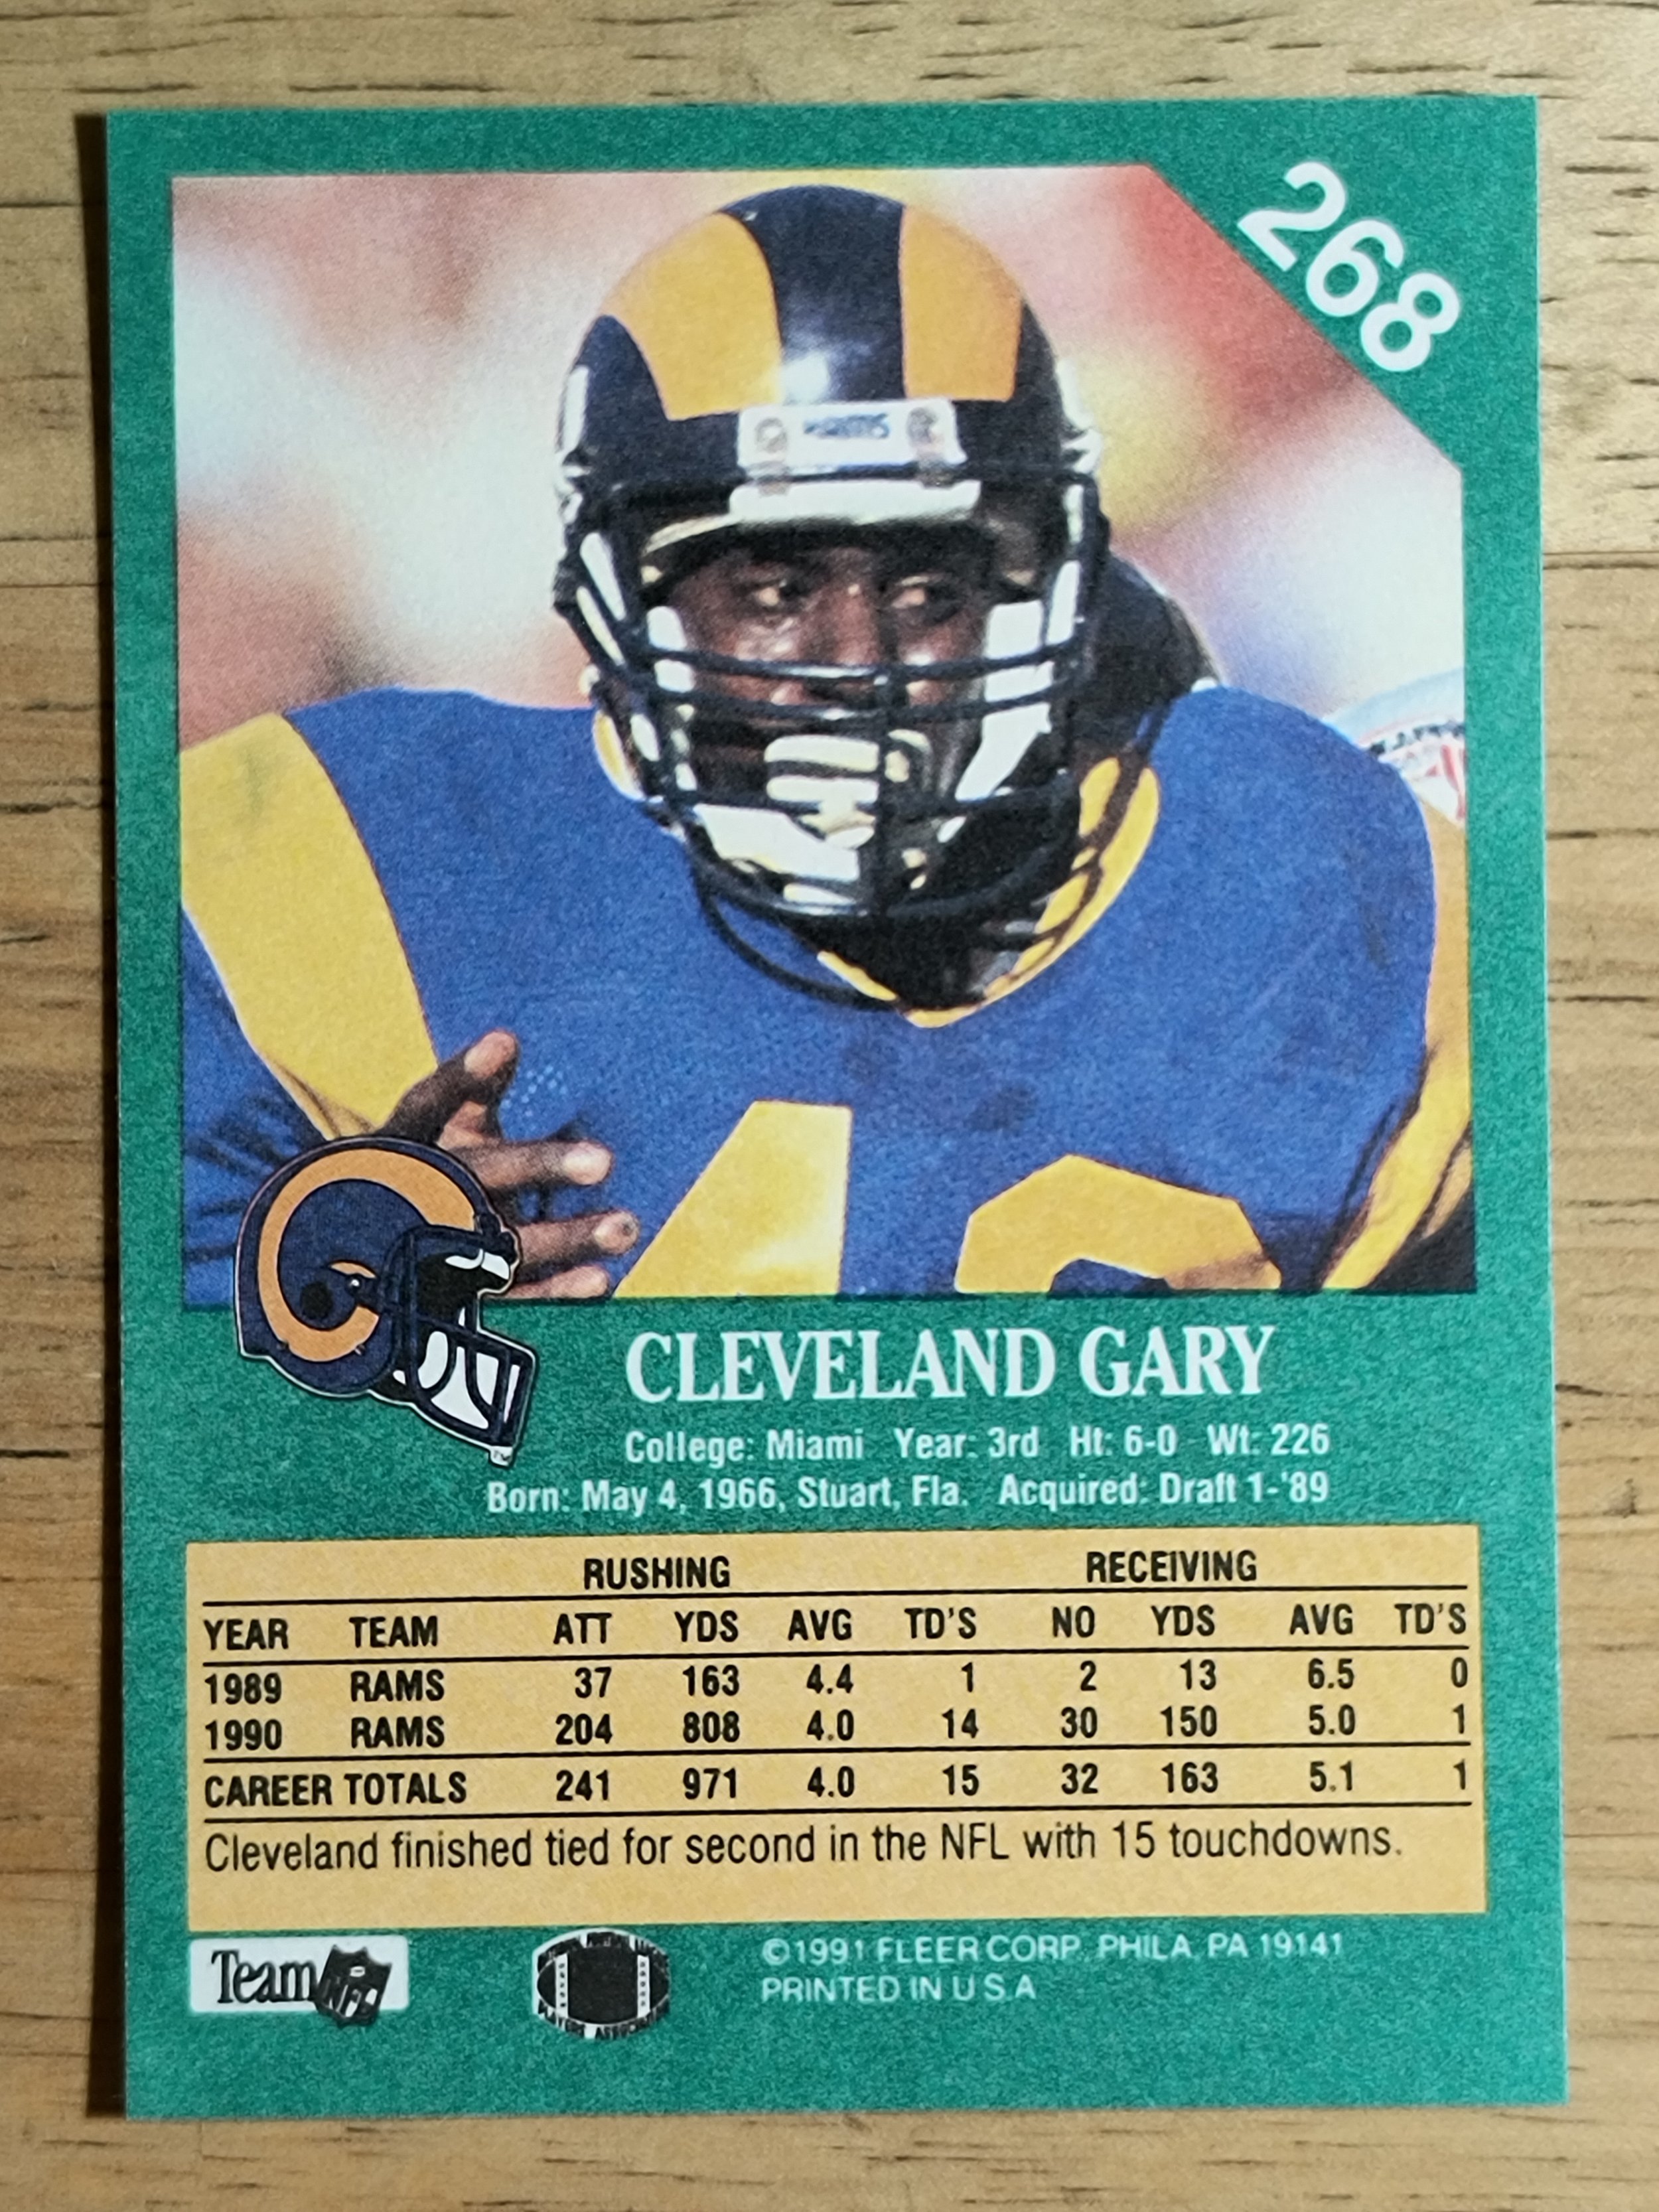 268
RAMS
4
CLEVELAND GARY
College: Miami Year: 3rd Ht: 6-0 Wt: 226
Born: May 4, 1966, Stuart, Fla. Acquired: Draft 1-'89
RUSHING RECEIVING
YEAR TEAM ATT YDS AVG TD'S NO YDS AVG TD'S
1989 RAMS 37 163 4.4 1 2 13 6.5 0
1990 RAMS 204 808 4.0 14 30 150 5.0 1
CAREER TOTALS 241 971 4.0 15 32 163 5.1 1
Cleveland finished tied for second in the NFL with 15 touchdowns.
Team NFL
PLAYERS
©1991 FLEER CORP. PHILA. PA 19141
PRINTED IN U.S.A